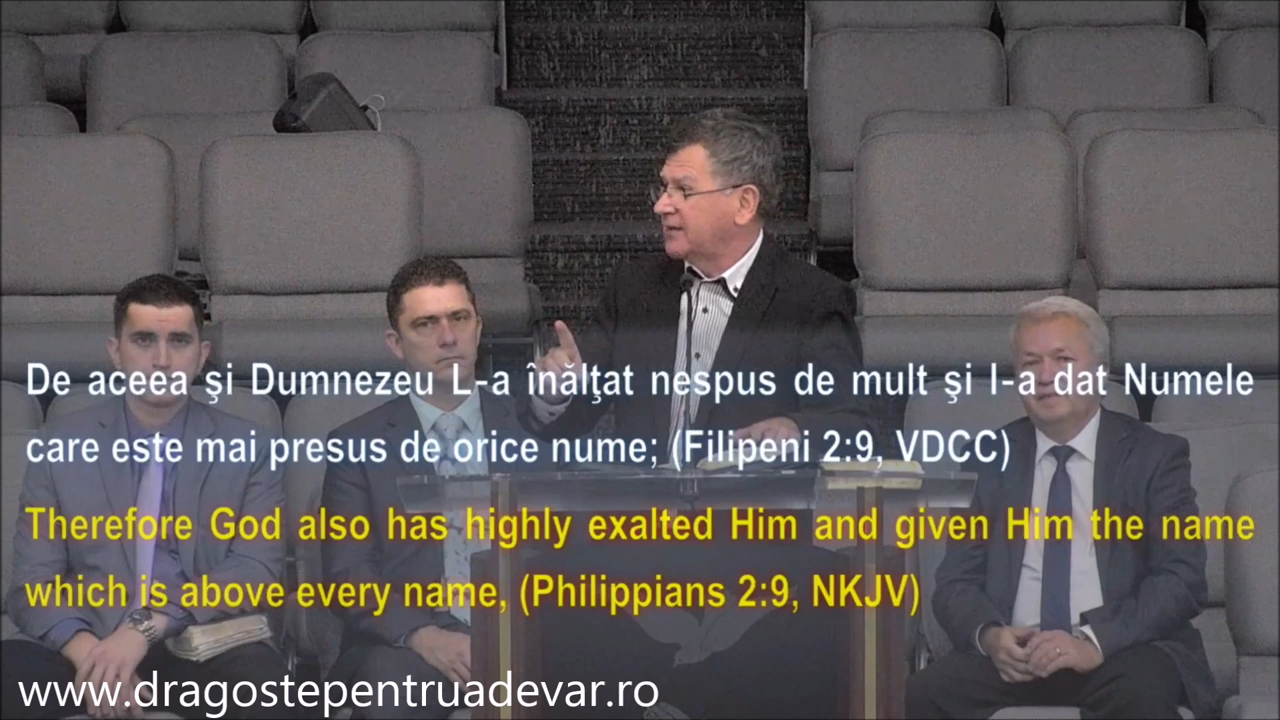 De aceea şi Dumnezeu L-a înălţat nespus de mult şi I-a dat Numele
care este mai presus de orice nume; (Filipeni 2:9, VDCC)
Therefore God also has highly exalted Him and given Him the name
which is above every name, (Philippians 2:9, NKJV)
www.dragostepentruadevar.ro